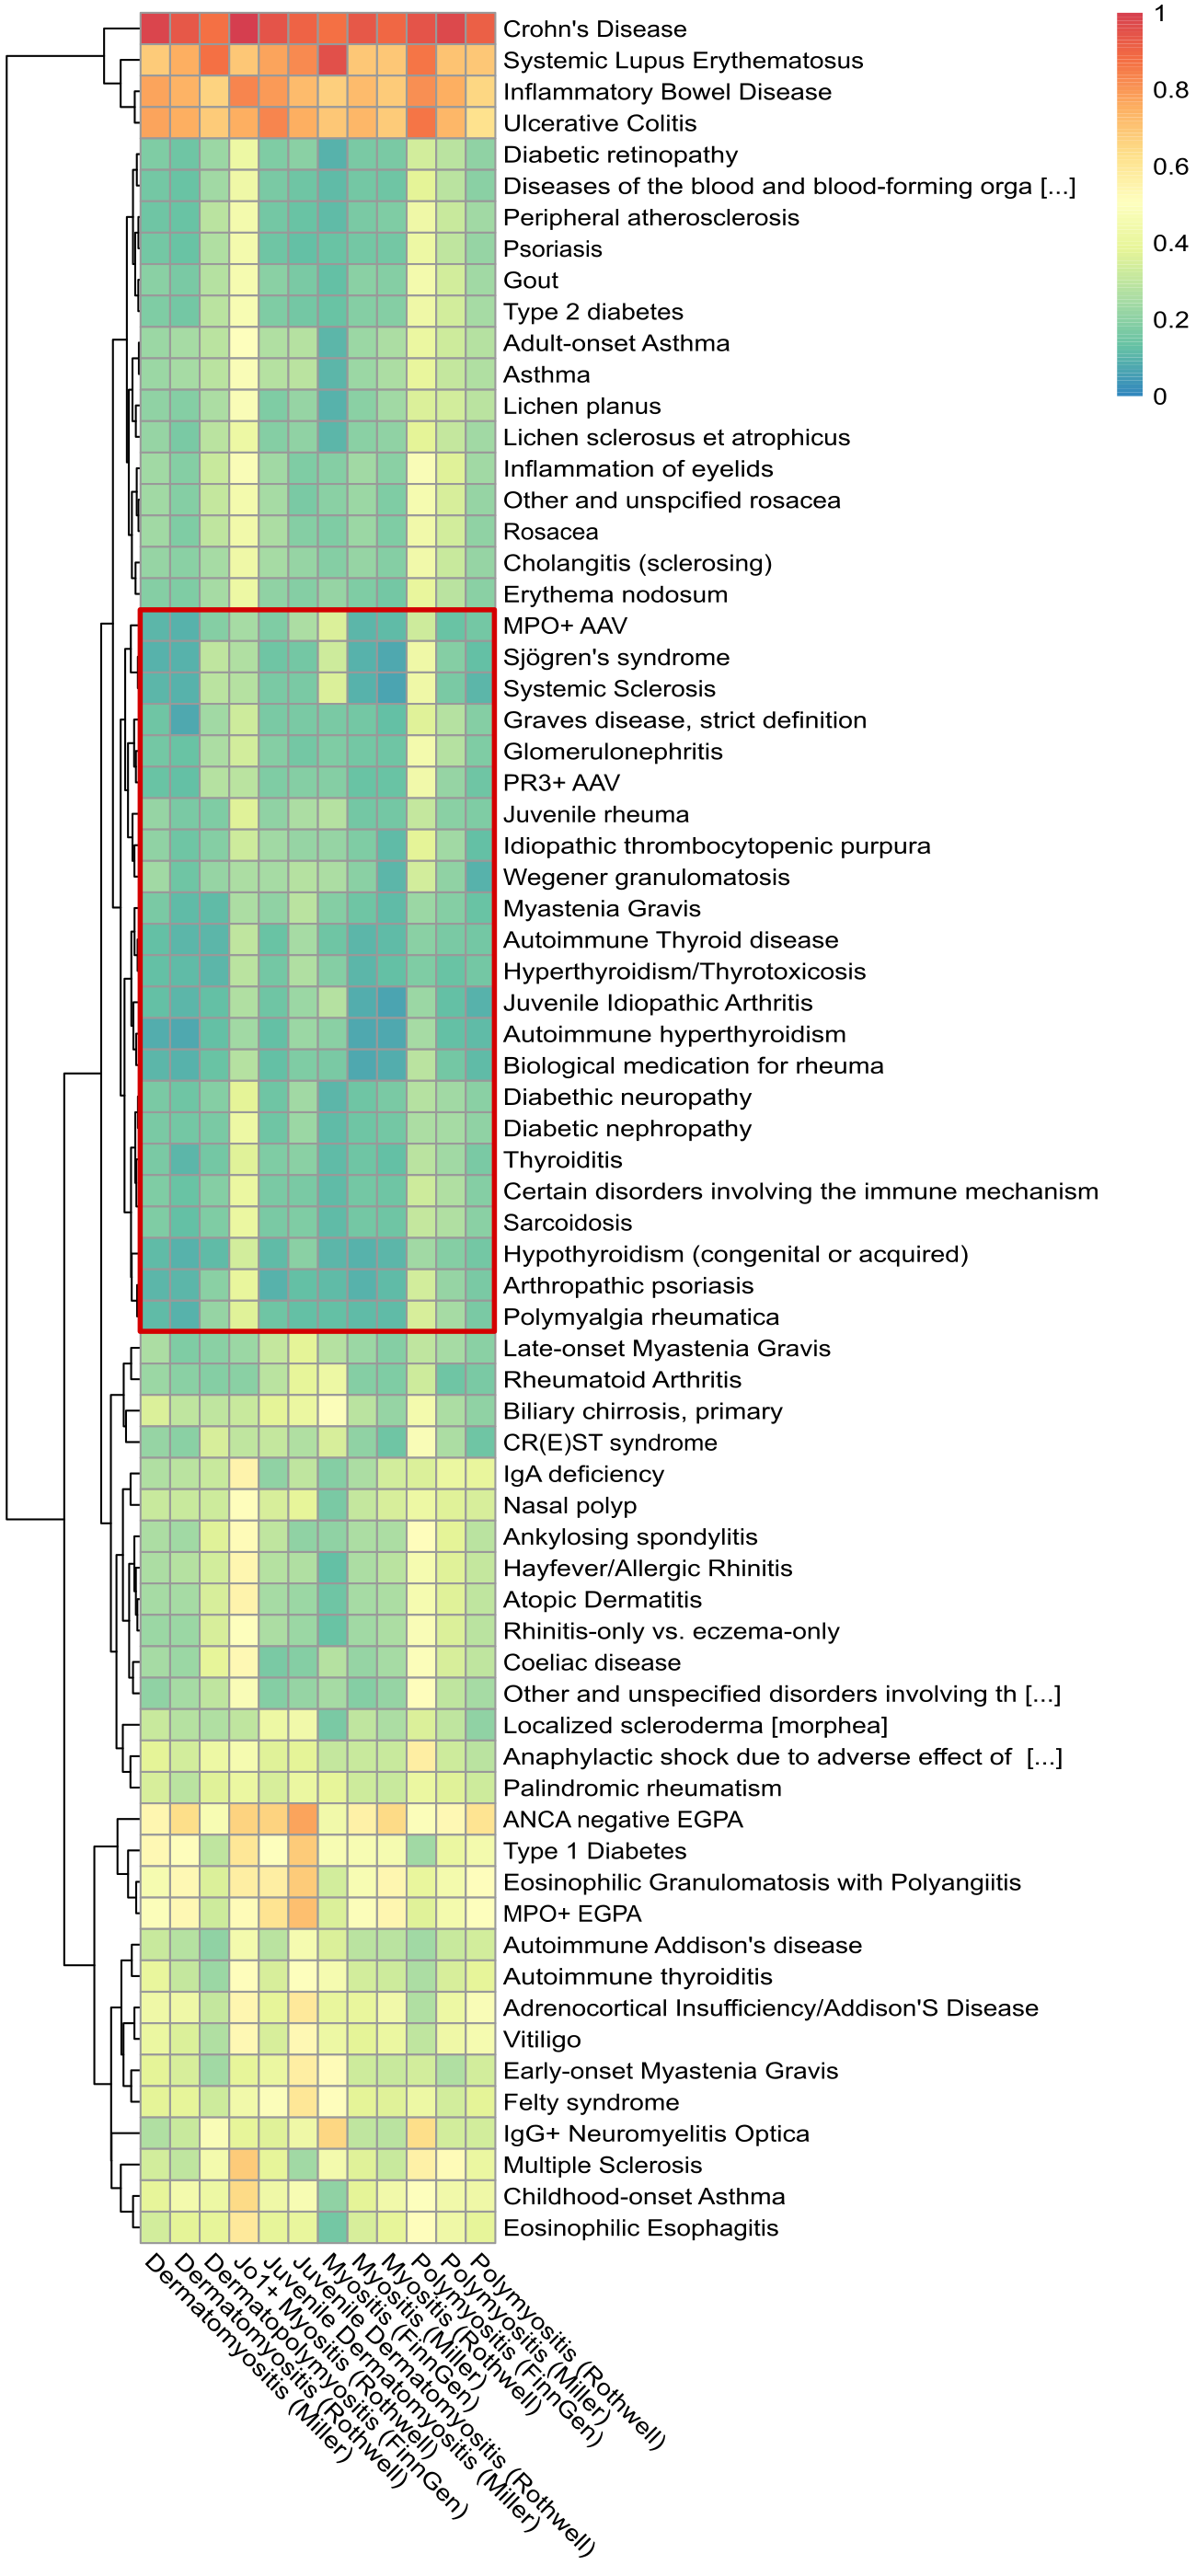 Crohn's Disease
Systemic Lupus Erythematosus
Inflammatory Bowel Disease
Ulcerative Colitis
Diabetic retinopathy
Diseases of the blood and blood-forming orga [...]
Peripheral atherosclerosis
Psoriasis
Gout
Type 2 diabetes
Adult-onset Asthma
Asthma
Lichen planus
Lichen sclerosus et atrophicus
Inflammation of eyelids
Other and unspcified rosacea
Rosacea
Cholangitis (sclerosing)
Erythema nodosum
MPO+ AAV
Sjögren's syndrome
Systemic Sclerosis
Graves disease, strict definition
Glomerulonephritis
PR3+ AAV
Juvenile rheuma
Idiopathic thrombocytopenic purpura
Wegener granulomatosis
Myastenia Gravis
Autoimmune Thyroid disease
Hyperthyroidism/Thyrotoxicosis
Juvenile Idiopathic Arthritis
Autoimmune hyperthyroidism
Biological medication for rheuma
Diabethic neuropathy
Diabetic nephropathy
Thyroiditis
Certain disorders involving the immune mechanism
Sarcoidosis
Hypothyroidism (congenital or acquired)
Arthropathic psoriasis
Polymyalgia rheumatica
Late-onset Myastenia Gravis
Rheumatoid Arthritis
Biliary chirrosis, primary
CR(E)ST syndrome
IgA deficiency
Nasal polyp
Ankylosing spondylitis
Hayfever/Allergic Rhinitis
Atopic Dermatitis
Rhinitis-only vs. eczema-only
Coeliac disease
Other and unspecified disorders involving th [...]
Localized scleroderma [morphea]
Anaphylactic shock due to adverse effect of [...]
Palindromic rheumatism
ANCA negative EGPA
Type 1 Diabetes
Eosinophilic Granulomatosis with Polyangiitis
MPO+ EGPA
Autoimmune Addison's disease
Autoimmune thyroiditis
Adrenocortical Insufficiency/Addison'S Disease
Vitiligo
Early-onset Myastenia Gravis
Felty syndrome
IgG+ Neuromyelitis Optica
Multiple Sclerosis
Childhood-onset Asthma
Eosinophilic Esophagitis
1
0.8
0.6
0.4
0.2
0
Dermatomyositis (Miller)
Dermatomyositis (Rothwell)
Dermatopolymyositis (FinnGen)
Jo1+ Myositis (Rothwell)
Juvenile Dermatomyositis (Miller)
Juvenile Dermatomyositis (Rothwell)
Myositis (FinnGen)
Myositis (Miller)
Myositis (Rothwell)
Polymyositis (FinnGen)
Polymyositis (Miller)
Polymyositis (Rothwell)